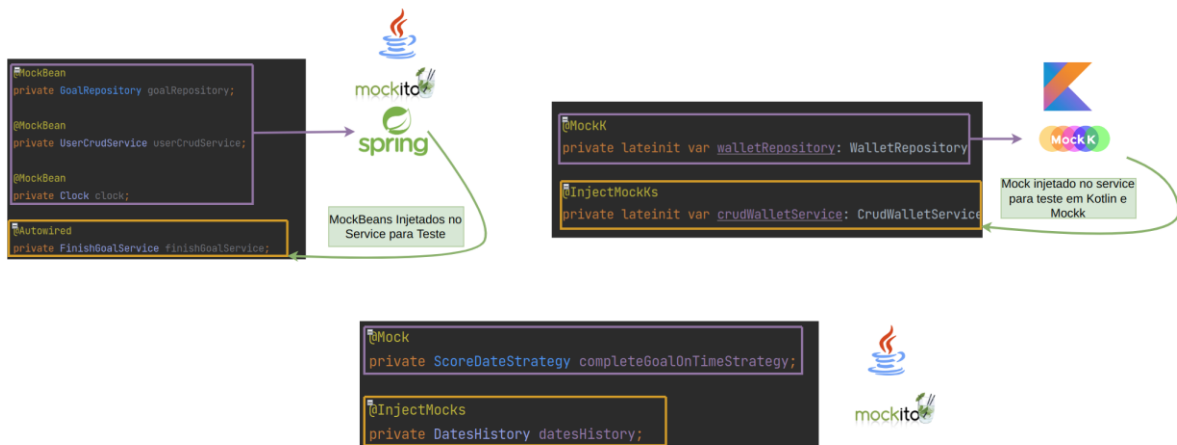 @MockBean
private GoalRepository goalRepository;
@MockBean
private UserCrudService userCrudService;
@MockBean
private Clock clock;
@Autowired
private FinishGoalService finishGoalService;
mockito
spring
MockBeans Injetados no
Service para Teste
@MockK
private lateinit var walletRepository: WalletRepository
@InjectMockKs
private lateinit var crudWalletService: CrudWalletService
MockK
Mock injetado no service
para teste em Kotlin e
Mockk
@Mock
private ScoreDateStrategy completeGoalOnTimeStrategy;
@InjectMocks
private DatesHistory datesHistory;
mockito